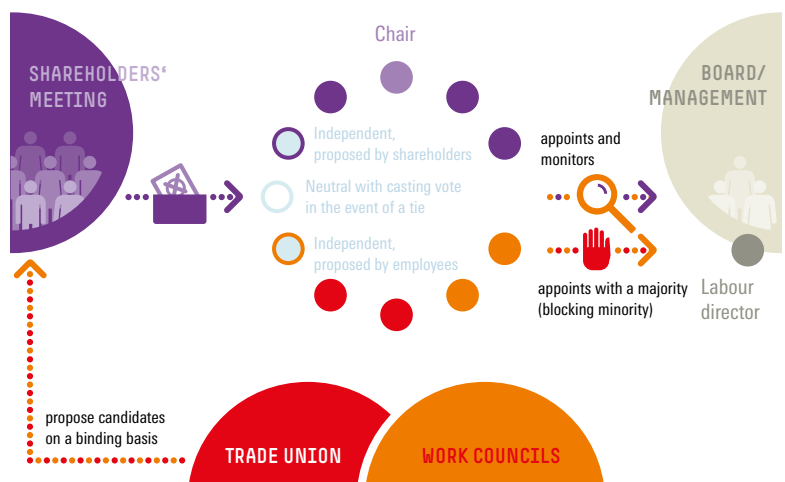 Chair
SHAREHOLDERS‘
MEETING
BOARD/
MANAGEMENT
Independent,
proposed by shareholders
appoints and
monitors
Neutral with casting vote
in the event of a tie
Independent,
proposed by employees
appoints with a majority
(blocking minority)
Labour
director
propose candidates
on a binding basis
TRADE UNION
WORK COUNCILS